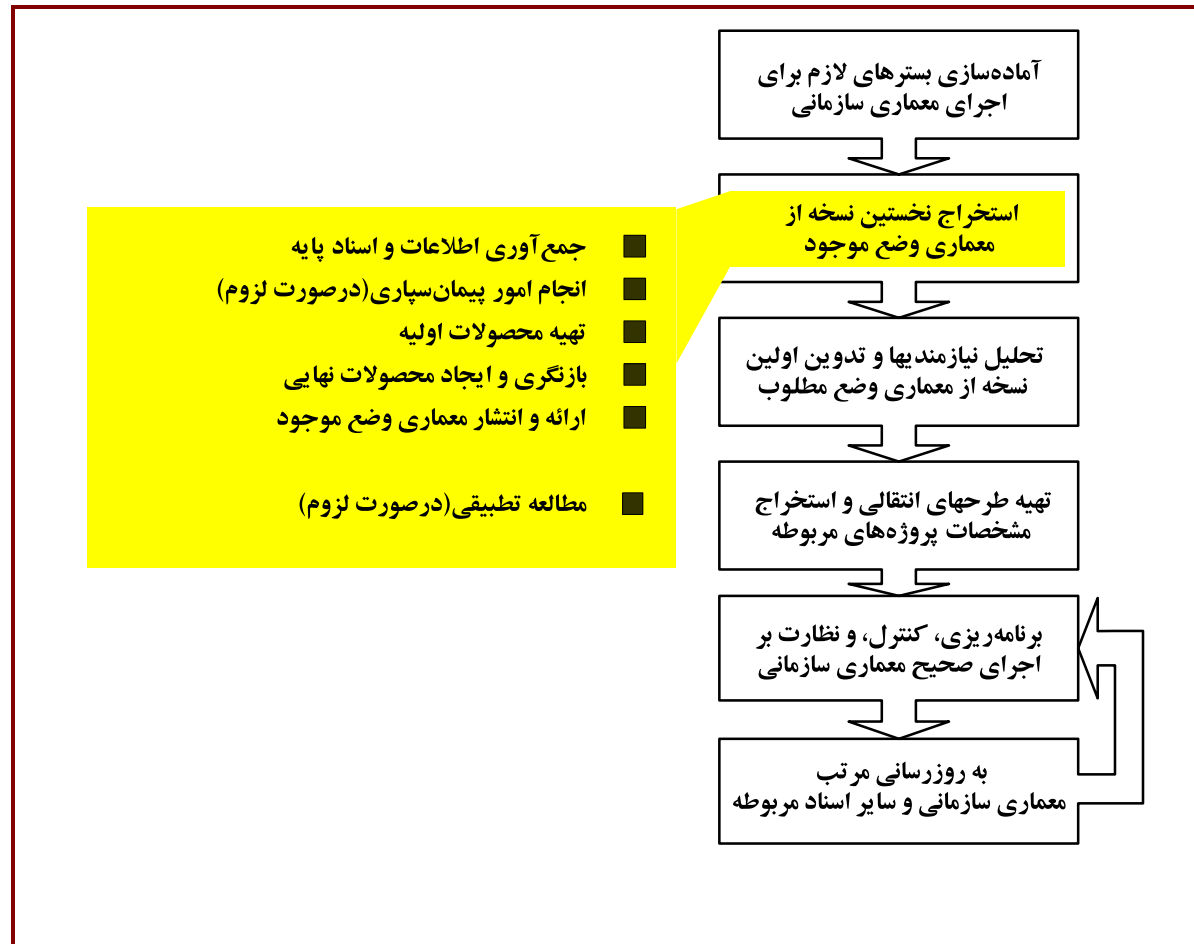 آماده‌سازی بسترهای لازم برای
اجرای معماری سازمانی
استخراج نخستین نسخه از
معماری وضع موجود
جمع‌آوری اطلاعات و اسناد پایه
انجام امور پیمان‌سپاری(درصورت لزوم)
تهیه محصولات اولیه
بازنگری و ایجاد محصولات نهایی
ارائه و انتشار معماری وضع موجود
مطالعه تطبیقی(درصورت لزوم)
تحلیل نیازمندیها و تدوین اولین
نسخه از معماری وضع مطلوب
تهیه طرحهای انتقالی و استخراج
مشخصات پروژه‌های مربوطه
برنامه‌ریزی، کنترل، و نظارت بر
اجرای صحیح معماری سازمانی
به روزرسانی مرتب
معماری سازمانی و سایر اسناد مربوطه